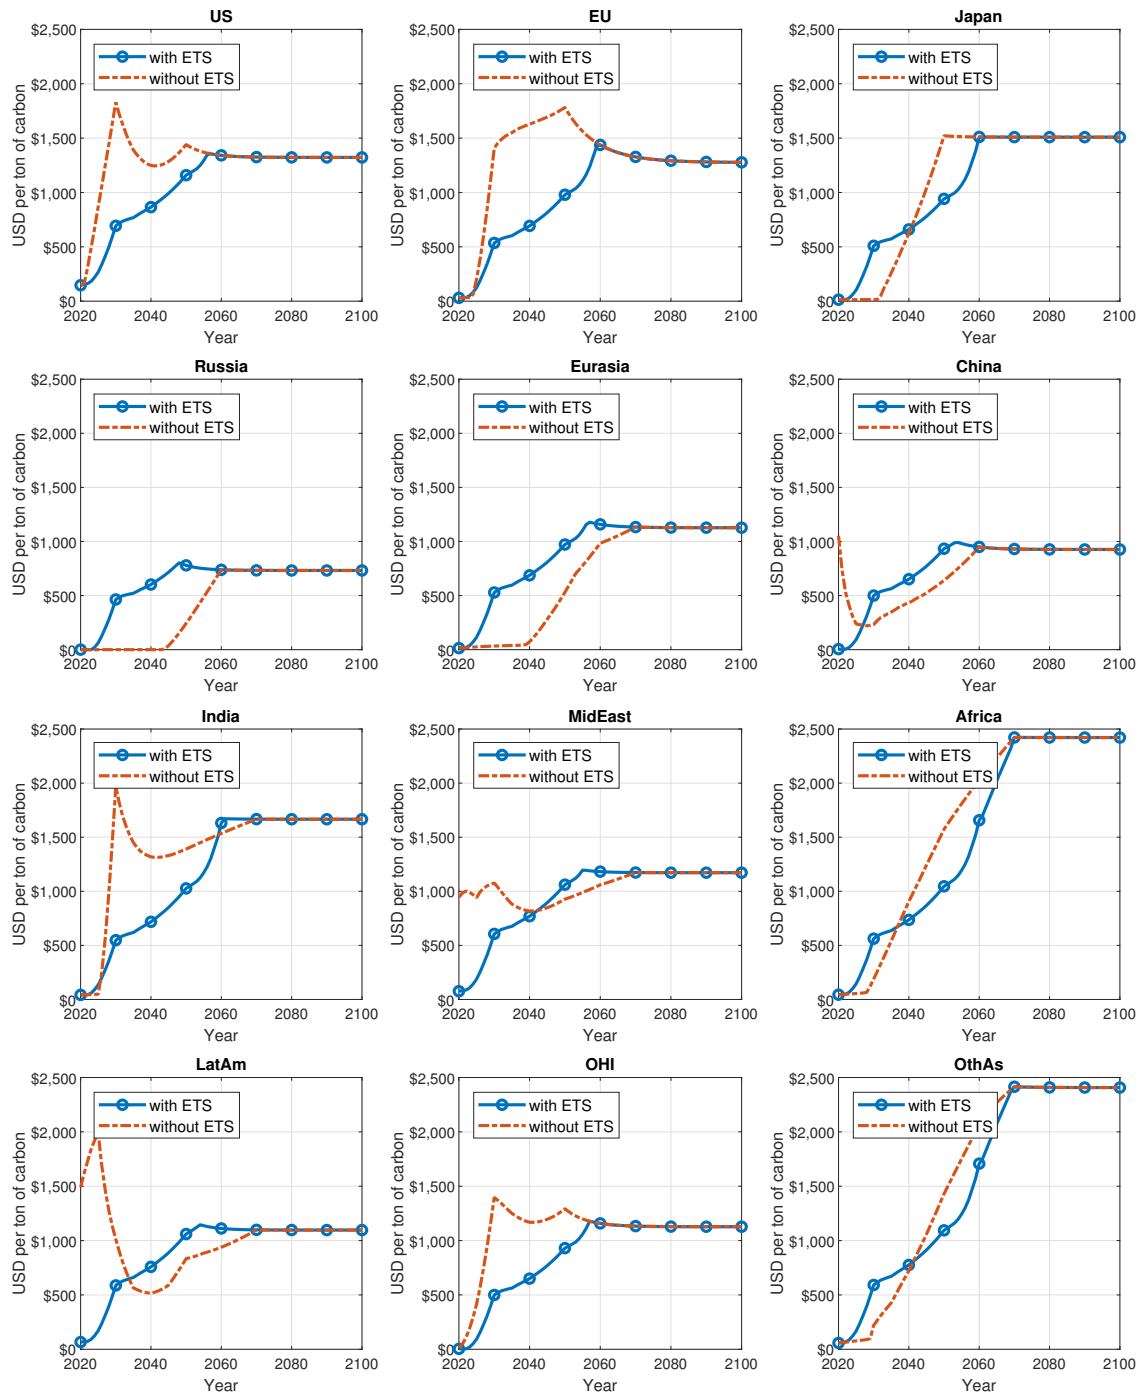 US
$2,500
$2,000
$1,500
$1,000
$500
$0
USD per ton of carbon
with ETS
without ETS
2020 2040 2060 2080 2100
Year
EU
$2,500
$2,000
$1,500
$1,000
$500
$0
USD per ton of carbon
with ETS
without ETS
2020 2040 2060 2080 2100
Year
Japan
$2,500
$2,000
$1,500
$1,000
$500
$0
USD per ton of carbon
with ETS
without ETS
2020 2040 2060 2080 2100
Year
Russia
$2,500
$2,000
$1,500
$1,000
$500
$0
USD per ton of carbon
with ETS
without ETS
2020 2040 2060 2080 2100
Year
Eurasia
$2,500
$2,000
$1,500
$1,000
$500
$0
USD per ton of carbon
with ETS
without ETS
2020 2040 2060 2080 2100
Year
China
$2,500
$2,000
$1,500
$1,000
$500
$0
USD per ton of carbon
with ETS
without ETS
2020 2040 2060 2080 2100
Year
India
$2,500
$2,000
$1,500
$1,000
$500
$0
USD per ton of carbon
with ETS
without ETS
2020 2040 2060 2080 2100
Year
MidEast
$2,500
$2,000
$1,500
$1,000
$500
$0
USD per ton of carbon
with ETS
without ETS
2020 2040 2060 2080 2100
Year
Africa
$2,500
$2,000
$1,500
$1,000
$500
$0
USD per ton of carbon
with ETS
without ETS
2020 2040 2060 2080 2100
Year
LatAm
$2,500
$2,000
$1,500
$1,000
$500
$0
USD per ton of carbon
with ETS
without ETS
2020 2040 2060 2080 2100
Year
OHI
$2,500
$2,000
$1,500
$1,000
$500
$0
USD per ton of carbon
with ETS
without ETS
2020 2040 2060 2080 2100
Year
OthAs
$2,500
$2,000
$1,500
$1,000
$500
$0
USD per ton of carbon
with ETS
without ETS
2020 2040 2060 2080 2100
Year